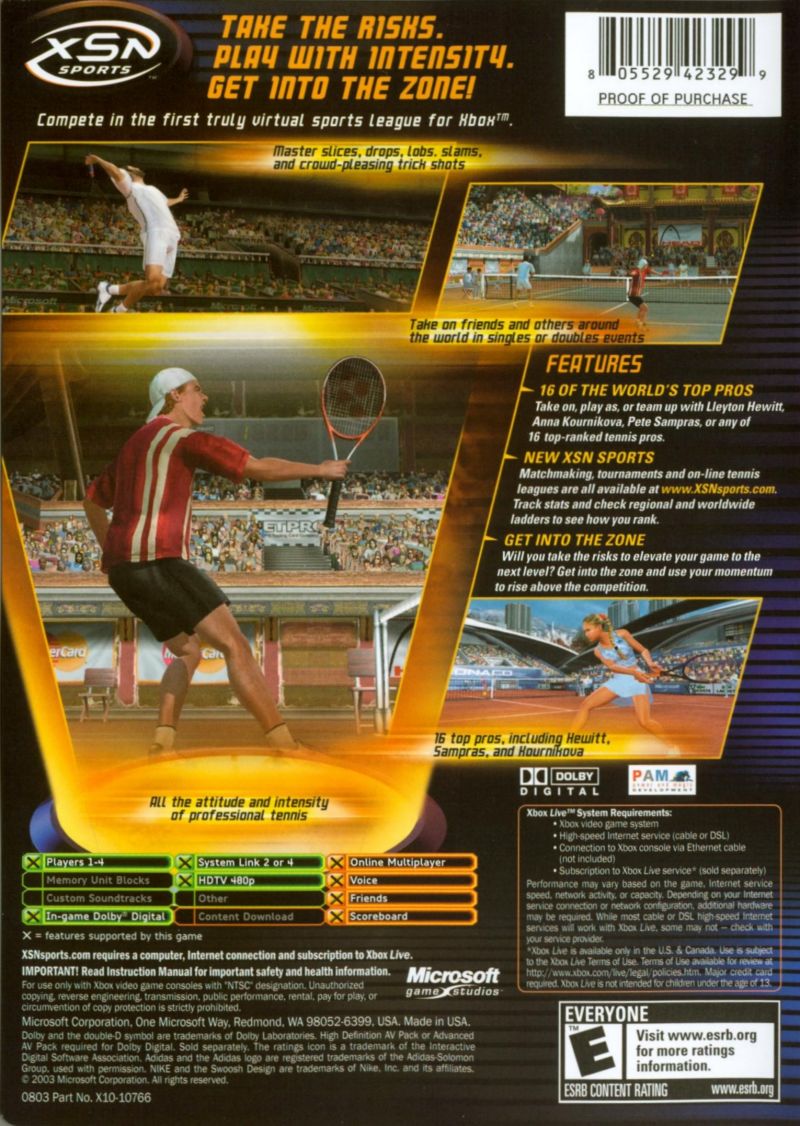 XSN
SPORTS™
TAKE THE RISKS.
PLAY WITH INTENSITY.
GET INTO THE ZONE!
8 05529 42329 9
PROOF OF PURCHASE
Compete in the first truly virtual sports league for Xbox™.
Master slices, drops, lobs, slams,
and crowd-pleasing trick shots
Microsoft
Take on friends and others around
the world in singles or doubles events
FEATURES
16 OF THE WORLD'S TOP PROS
Take on, play as, or team up with Lleyton Hewitt,
Anna Kournikova, Pete Sampras, or any of
16 top-ranked tennis pros.
NEW XSN SPORTS
Matchmaking, tournaments and on-line tennis
leagues are all available at www.XSNsports.com.
Track stats and check regional and worldwide
ladders to see how you rank.
GET INTO THE ZONE
Will you take the risks to elevate your game to the
next level? Get into the zone and use your momentum
to rise above the competition.
ETPRO
erCard
Card
MONACO
16 top pros, including Hewitt,
Sampras, and Kournikova
All the attitude and intensity
of professional tennis
DOLBY
DIGITAL
PAM
DEVELOPMENT
Xbox Live™ System Requirements:
• Xbox video game system
• High-speed Internet service (cable or DSL)
• Connection to Xbox console via Ethernet cable
(not included)
• Subscription to Xbox Live service* (sold separately)
Performance may vary based on the game, Internet service
speed, network activity, or capacity. Depending on your Internet
service connection or network configuration, additional hardware
may be required. While most cable or DSL high-speed Internet
services will work with Xbox Live, some may not – check with
your service provider.
*Xbox Live is available only in the U.S. & Canada. Use is subject
to the Xbox Live Terms of Use. Terms of Use available for review at
http://www.xbox.com/live/legal/policies.htm. Major credit card
required. Xbox Live is not intended for children under the age of 13.
X Players 1-4
X System Link 2 or 4
X Online Multiplayer
Memory Unit Blocks
X HDTV 480p
X Voice
Custom Soundtracks
Other
X Friends
X In-game Dolby® Digital
Content Download
X Scoreboard
X = features supported by this game
XSNsports.com requires a computer, Internet connection and subscription to Xbox Live.
IMPORTANT! Read Instruction Manual for important safety and health information.
For use only with Xbox video game consoles with "NTSC" designation. Unauthorized
copying, reverse engineering, transmission, public performance, rental, pay for play, or
circumvention of copy protection is strictly prohibited.
Microsoft
game studios™
Microsoft Corporation, One Microsoft Way, Redmond, WA 98052-6399, USA. Made in USA.
Dolby and the double-D symbol are trademarks of Dolby Laboratories. High Definition AV Pack or Advanced
AV Pack required for Dolby Digital. Sold separately. The ratings icon is a trademark of the Interactive
Digital Software Association. Adidas and the Adidas logo are registered trademarks of the Adidas-Solomon
Group, used with permission. NIKE and the Swoosh Design are trademarks of Nike, Inc. and its affiliates.
© 2003 Microsoft Corporation. All rights reserved.
0803 Part No. X10-10766
EVERYONE
E™
Visit www.esrb.org
for more ratings
information.
ESRB CONTENT RATING www.esrb.org